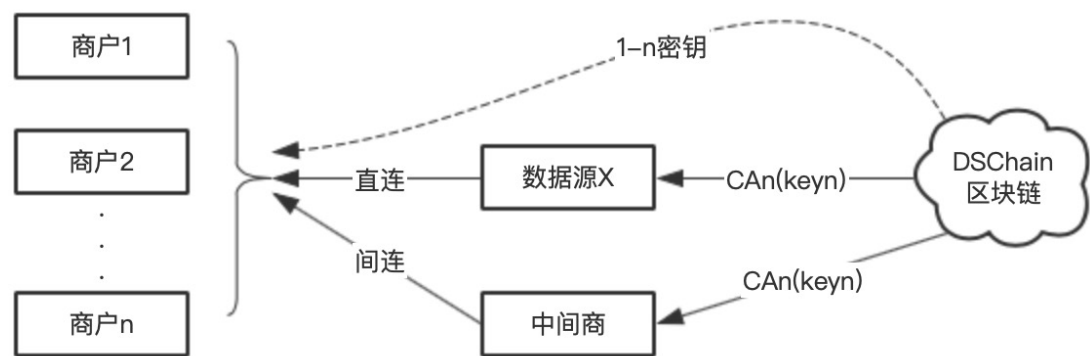 商户1
1-n密钥
商户2
直连
数据源X
CAn(keyn)
DSChain
区块链
间连
CAn(keyn)
商户n
中间商